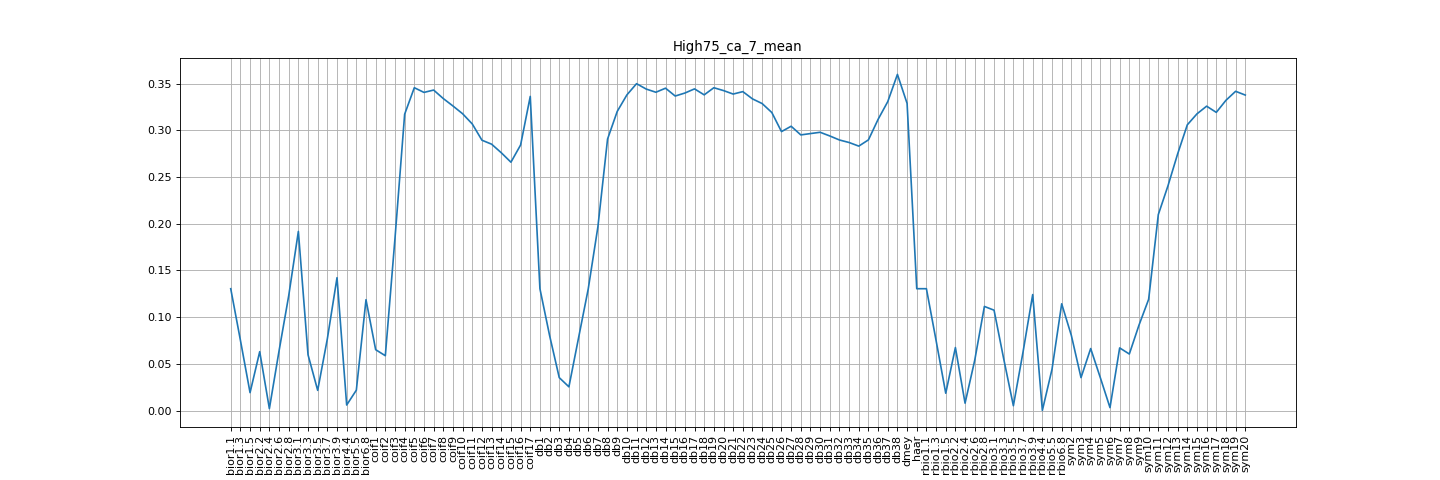 High75_ca_7_mean
0.35
0.30
0.25
0.20
0.15
0.10
0.05
0.00
bior1.1
bior1.3
bior1.5
bior2.2
bior2.4
bior2.6
bior2.8
bior3.1
bior3.3
bior3.5
bior3.7
bior3.9
bior4.4
bior5.5
bior6.8
coif1
coif2
coif3
coif4
coif5
coif6
coif7
coif8
coif9
coif10
coif11
coif12
coif13
coif14
coif15
coif16
coif17
db1
db2
db3
db4
db5
db6
db7
db8
db9
db10
db11
db12
db13
db14
db15
db16
db17
db18
db19
db20
db21
db22
db23
db24
db25
db26
db27
db28
db29
db30
db31
db32
db33
db34
db35
db36
db37
db38
dmey
haar
rbio1.1
rbio1.3
rbio1.5
rbio2.2
rbio2.4
rbio2.6
rbio2.8
rbio3.1
rbio3.3
rbio3.5
rbio3.7
rbio3.9
rbio4.4
rbio5.5
rbio6.8
sym2
sym3
sym4
sym5
sym6
sym7
sym8
sym9
sym10
sym11
sym12
sym13
sym14
sym15
sym16
sym17
sym18
sym19
sym20